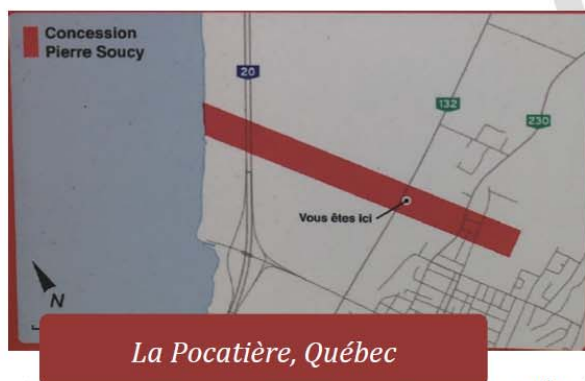 Concession
Pierre Soucy
20
132
230
Vous êtes ici
N
La Pocatière, Québec